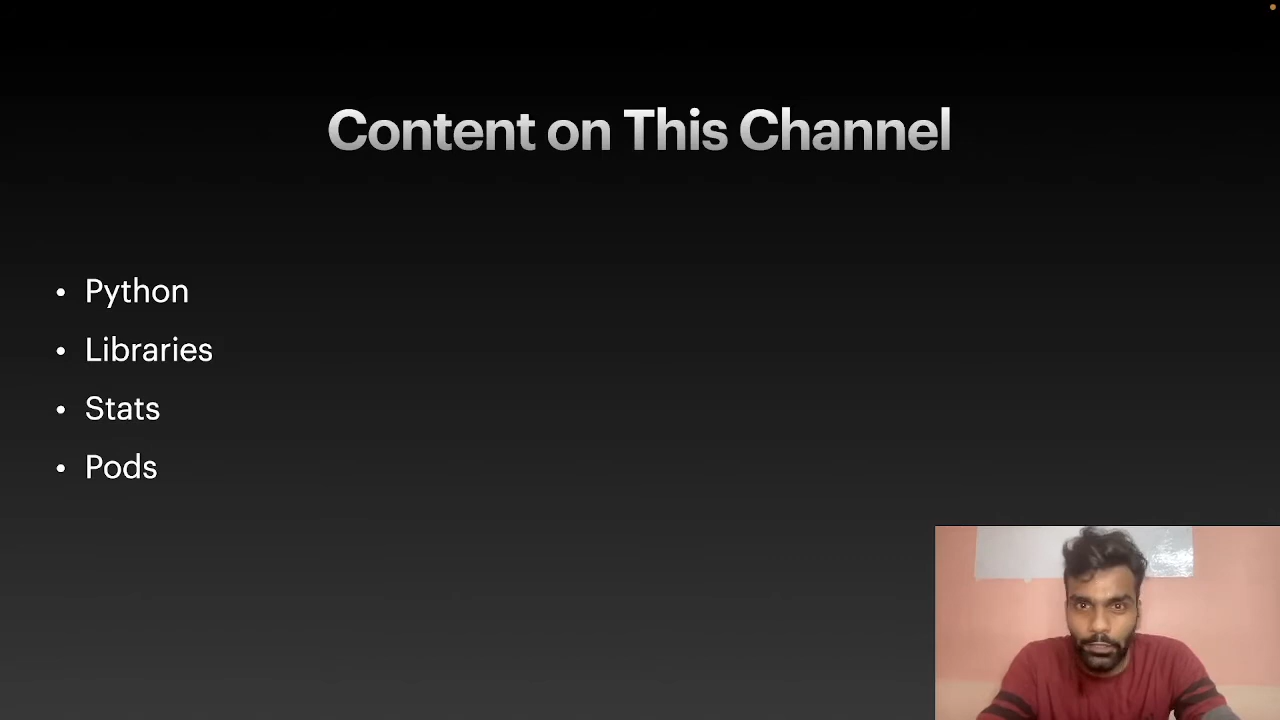 Content on This Channel
• Python
• Libraries
• Stats
• Pods